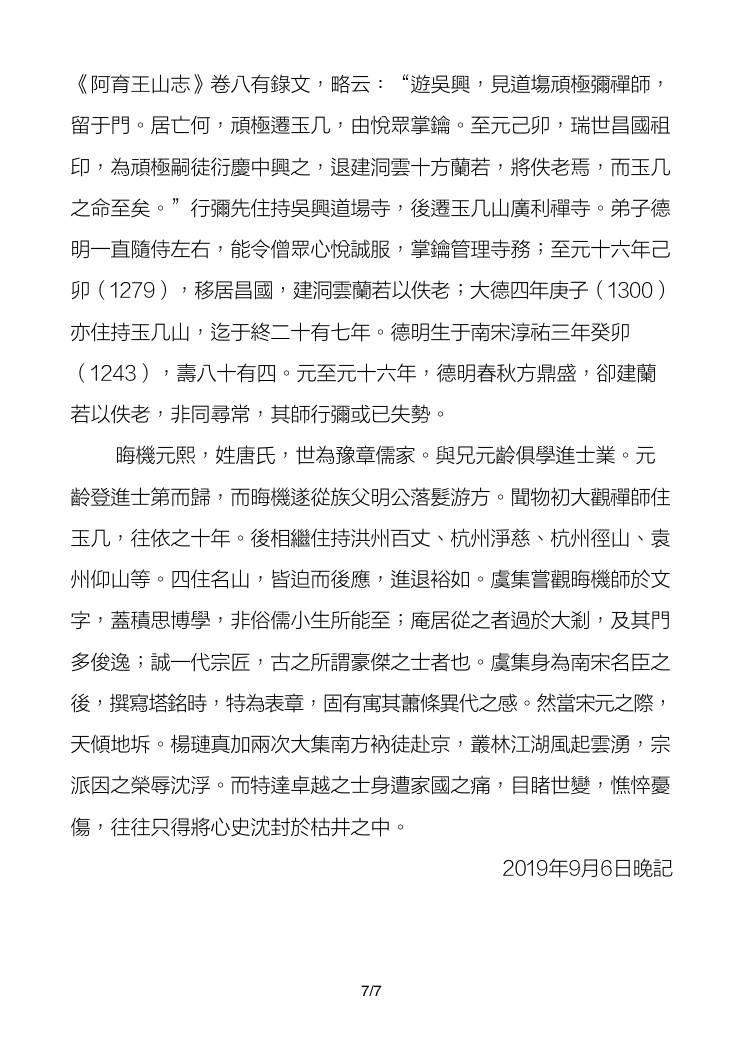 《阿育王山志》卷八有錄文，略云：“遊吳興，見道塲頑極彌禪師，
留于門。居亡何，頑極遷玉几，由悅眾掌鑰。至元己卯，瑞世昌國祖
印，為頑極嗣徒衍慶中興之，退建洞雲十方蘭若，將佚老焉，而玉几
之命至矣。”行彌先住持吳興道場寺，後遷玉几山廣利禪寺。弟子德
明一直隨侍左右，能令僧眾心悅誠服，掌鑰管理寺務；至元十六年己
卯（1279），移居昌國，建洞雲蘭若以佚老；大德四年庚子（1300）
亦住持玉几山，迄于終二十有七年。德明生于南宋淳祐三年癸卯
（1243），壽八十有四。元至元十六年，德明春秋方鼎盛，卻建蘭
若以佚老，非同尋常，其師行彌或已失勢。
晦機元熙，姓唐氏，世為豫章儒家。與兄元齡俱學進士業。元
齡登進士第而歸，而晦機遂從族父明公落髮游方。聞物初大觀禪師住
玉几，往依之十年。後相繼住持洪州百丈、杭州淨慈、杭州徑山、袁
州仰山等。四住名山，皆迫而後應，進退裕如。虞集嘗觀晦機師於文
字，蓋積思博學，非俗儒小生所能至；庵居從之者過於大剎，及其門
多俊逸；誠一代宗匠，古之所謂豪傑之士者也。虞集身為南宋名臣之
後，撰寫塔銘時，特為表章，固有寓其蕭條異代之感。然當宋元之際，
天傾地坼。楊璉真加兩次大集南方衲徒赴京，叢林江湖風起雲湧，宗
派因之榮辱沈浮。而特達卓越之士身遭家國之痛，目睹世變，憔悴憂
傷，往往只得將心史沈封於枯井之中。
2019年9月6日晚記
7/7